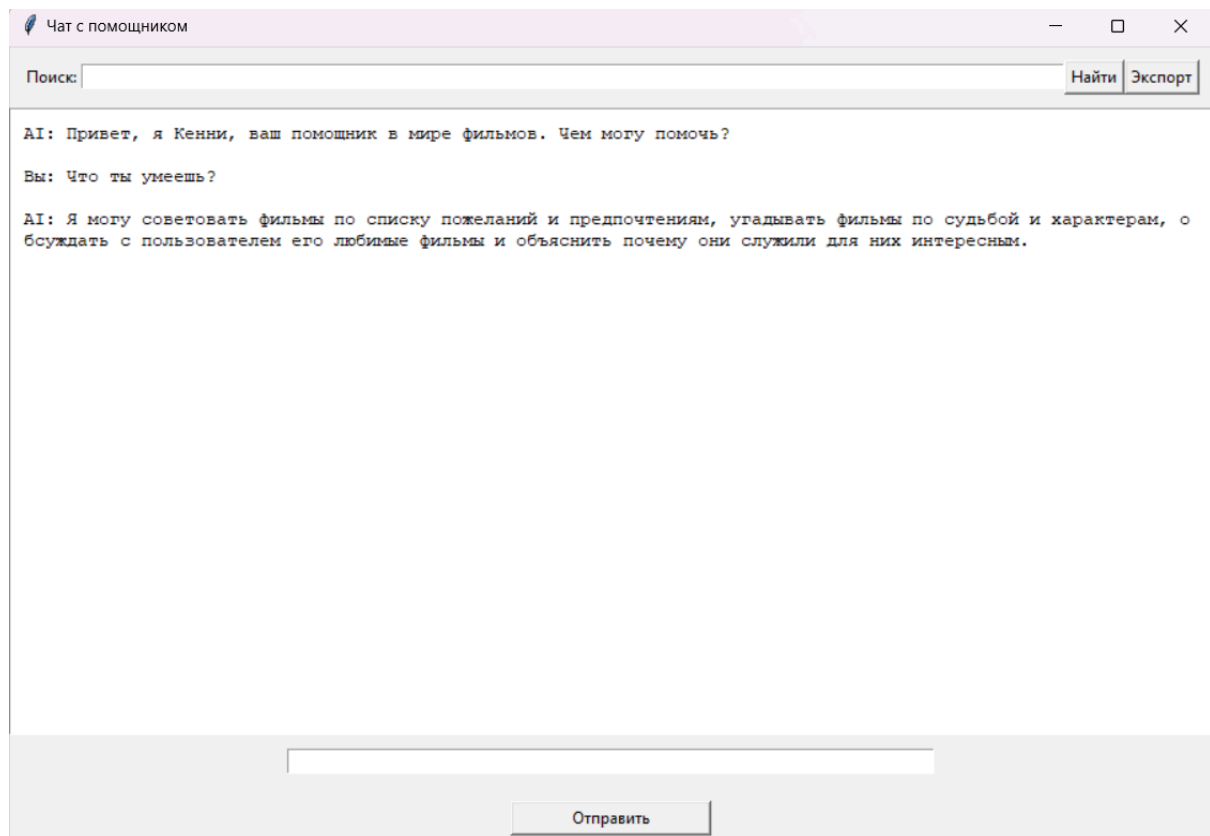 Чат с помощником
Поиск: Найти Экспорт
AI: Привет, я Кенни, ваш помощник в мире фильмов. Чем могу помочь?
Вы: Что ты умеешь?
AI: Я могу советовать фильмы по списку пожеланий и предпочтениям, угадывать фильмы по судьбой и характерам, о
бсуждать с пользователем его любимые фильмы и объяснить почему они служили для них интересным.
Отправить